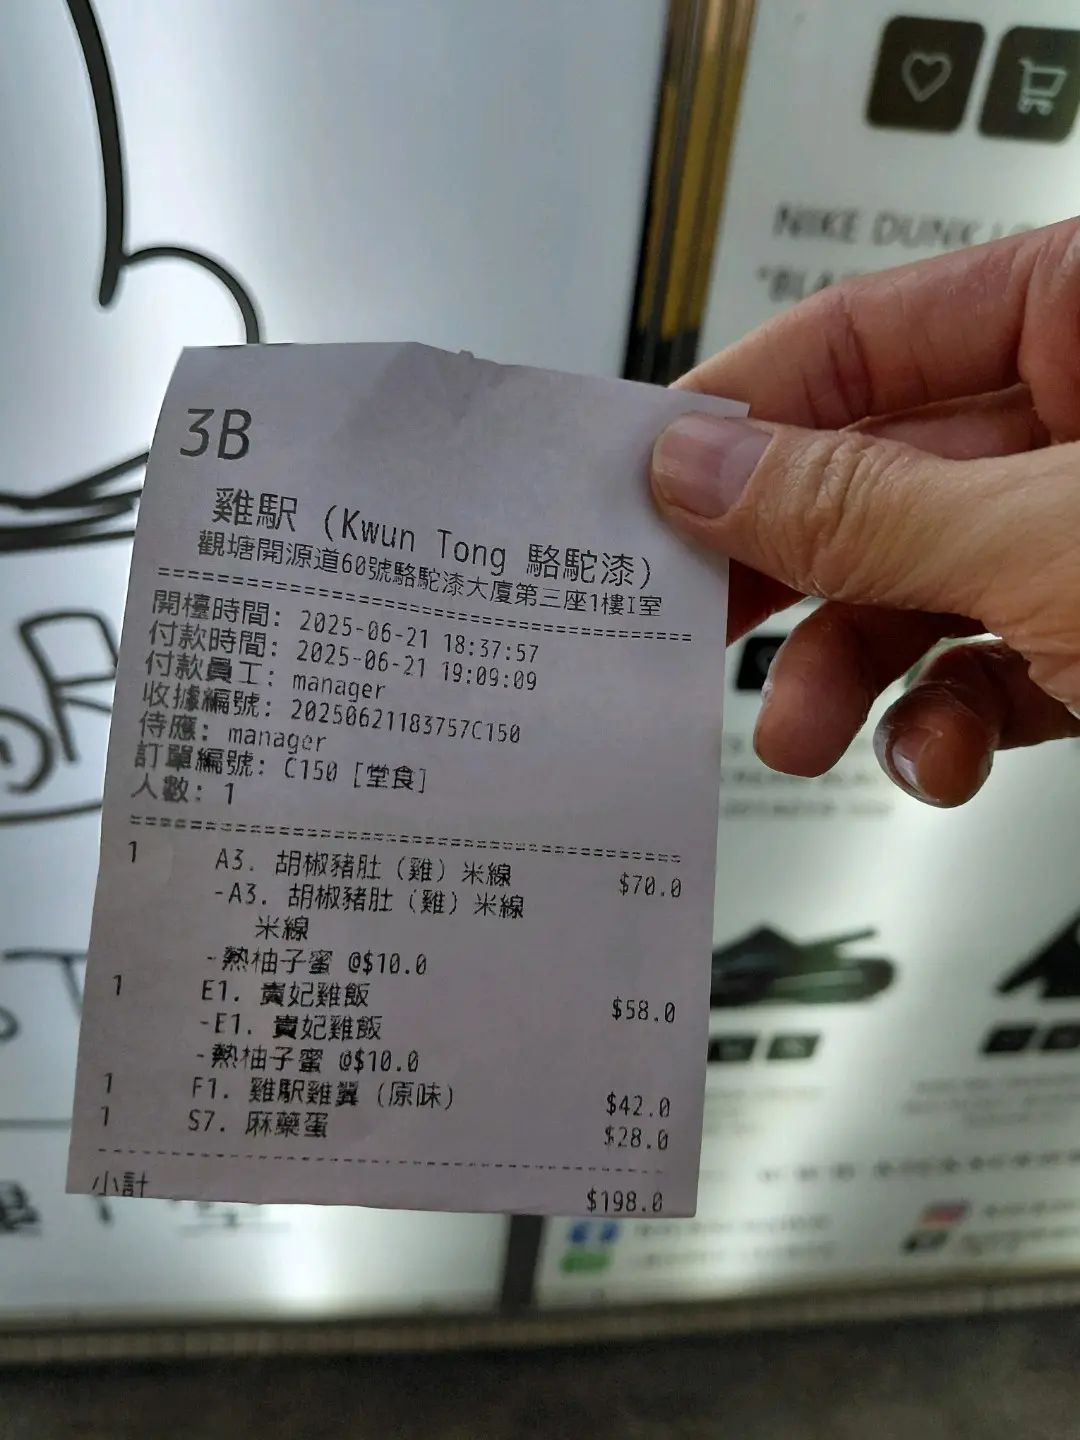 NIKE DUNK
3B
雞駅 (Kwun Tong 駱駝漆)
觀塘開源道60號駱駝漆大廈第三座1樓I室
開檯時間: 2025-06-21 18:37:57
付款時間: 2025-06-21 19:09:09
付款員工: manager
收據編號: 20250621183757C150
侍應: manager
訂單編號: C150 [堂食]
人數: 1
1 A3. 胡椒豬肚（雞）米線 $70.0
-A3. 胡椒豬肚（雞）米線
米線
-熱柚子蜜 @$10.0
1 E1. 貴妃雞飯 $58.0
-E1. 貴妃雞飯
-熱柚子蜜 @$10.0
1 F1. 雞駅雞翼（原味） $42.0
1 S7. 麻藥蛋 $28.0
小計 $198.0